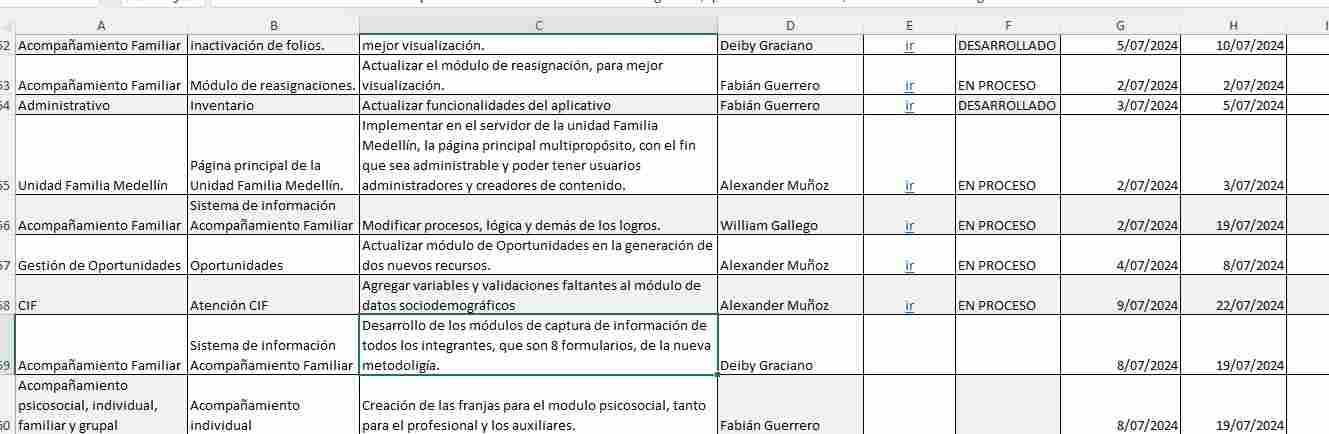 A B C D E F G H
Acompañamiento Familiar inactivación de folios. mejor visualización. Deiby Graciano ir DESARROLLADO 5/07/2024 10/07/2024
Actualizar el módulo de reasignación, para mejor
53 Acompañamiento Familiar Módulo de reasignaciones. visualización. Fabián Guerrero ir EN PROCESO 2/07/2024 2/07/2024
54 Administrativo Inventario Actualizar funcionalidades del aplicativo Fabián Guerrero ir DESARROLLADO 3/07/2024 5/07/2024
Implementar en el servidor de la unidad Familia
Medellín, la página principal multipropósito, con el fin
Página principal de la que sea administrable y poder tener usuarios
55 Unidad Familia Medellín Unidad Familia Medellín. administradores y creadores de contenido. Alexander Muñoz ir EN PROCESO 2/07/2024 3/07/2024
Sistema de información
56 Acompañamiento Familiar Acompañamiento Familiar Modificar procesos, lógica y demás de los logros. William Gallego ir EN PROCESO 2/07/2024 19/07/2024
Actualizar módulo de Oportunidades en la generación de
57 Gestión de Oportunidades Oportunidades dos nuevos recursos. Alexander Muñoz ir EN PROCESO 4/07/2024 8/07/2024
Agregar variables y validaciones faltantes al módulo de
58 CIF Atención CIF datos sociodemográficos Alexander Muñoz ir EN PROCESO 9/07/2024 22/07/2024
Desarrollo de los módulos de captura de información de
Sistema de información todos los integrantes, que son 8 formularios, de la nueva
59 Acompañamiento Familiar Acompañamiento Familiar metodoligía. Deiby Graciano 8/07/2024 19/07/2024
Acompañamiento
psicosocial, individual, Acompañamiento Creación de las franjas para el modulo psicosocial, tanto
60 familiar y grupal individual para el profesional y los auxiliares. Fabián Guerrero 8/07/2024 19/07/2024